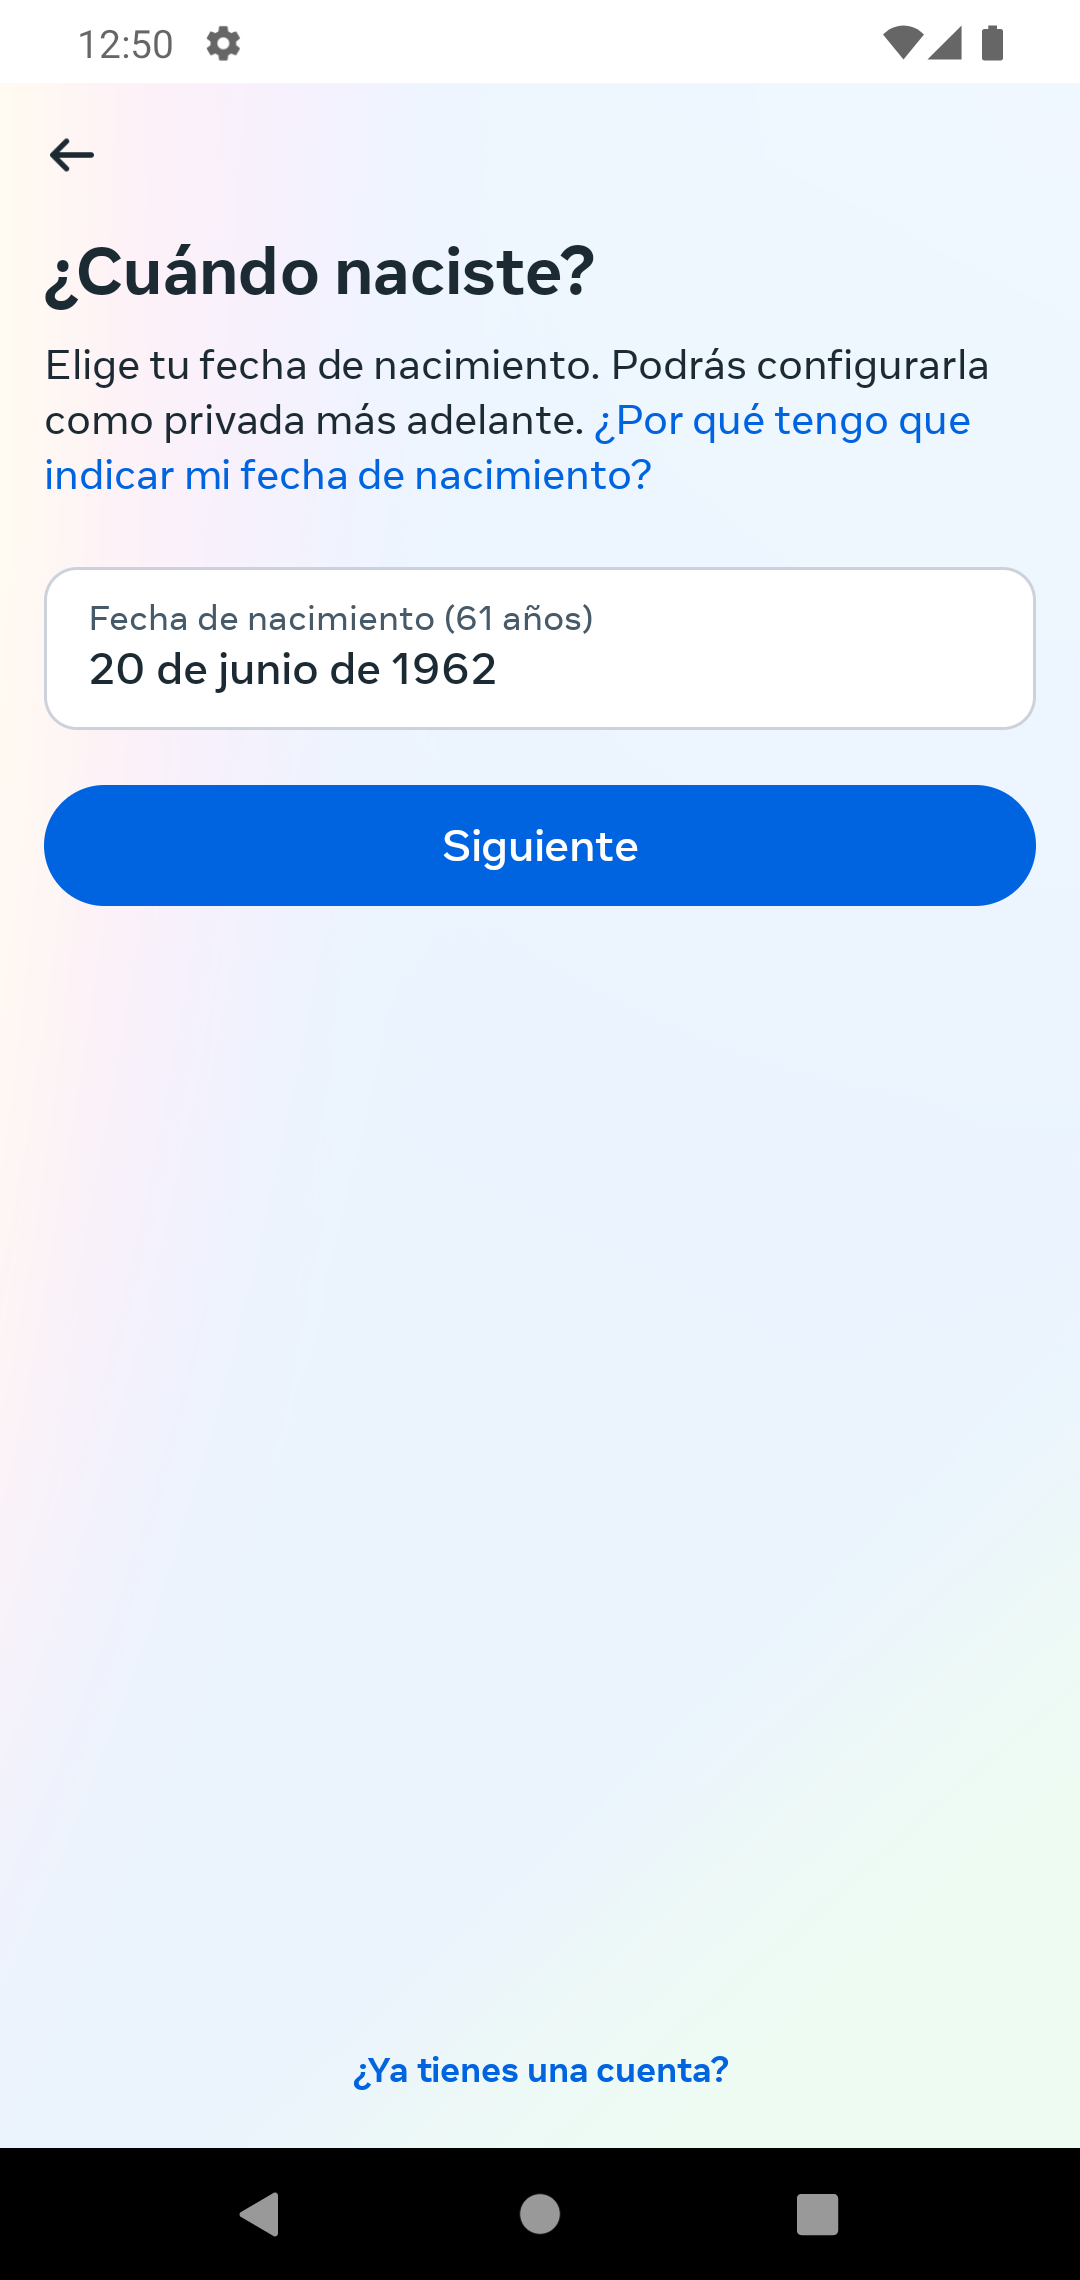 12:50
¿Cuándo naciste?
Elige tu fecha de nacimiento. Podrás configurarla
como privada más adelante. ¿Por qué tengo que
indicar mi fecha de nacimiento?
Fecha de nacimiento (61 años)
20 de junio de 1962
Siguiente
¿Ya tienes una cuenta?